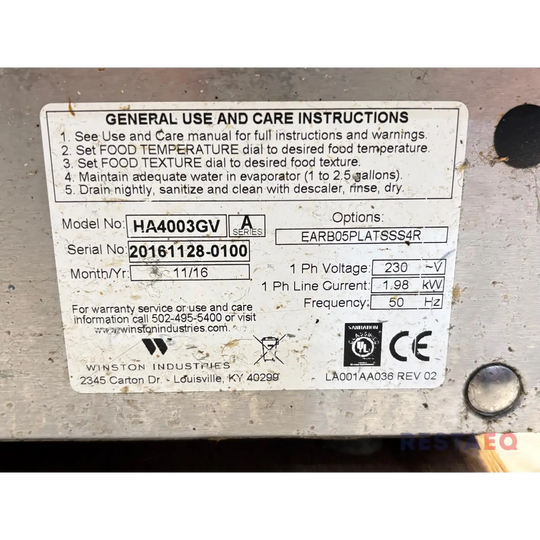 GENERAL USE AND CARE INSTRUCTIONS
1. See Use and Care manual for full instructions and warnings.
2. Set FOOD TEMPERATURE dial to desired food temperature.
3. Set FOOD TEXTURE dial to desired food texture.
4. Maintain adequate water in evaporator (1 to 2.5 gallons).
5. Drain nightly, sanitize and clean with descaler, rinse, dry.
Model No: HA4003GV A SERIES
Serial No: 20161128-0100
Month/Yr: 11/16
Options:
EARB05PLATSSS4R
1 Ph Voltage: 230 ~V
1 Ph Line Current: 1.98 kW
Frequency: 50 Hz
For warranty service or use and care
information call 502-495-5400 or visit
www.winstonindustries.com.
WINSTON INDUSTRIES
2345 Carton Dr. - Louisville, KY 40299
SANITATION
CLASSIFIED
UL
CE
LA001AA036 REV 02
RESTAEQ